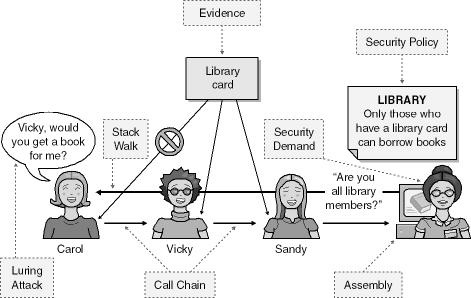 Evidence
Security Policy
Library
card
LIBRARY
Only those who
have a library card
can borrow books
Vicky, would
you get a book
for me?
Stack
Walk
Security
Demand
“Are you
all library
members?”
Carol
Vicky
Sandy
Luring
Attack
Call Chain
Assembly